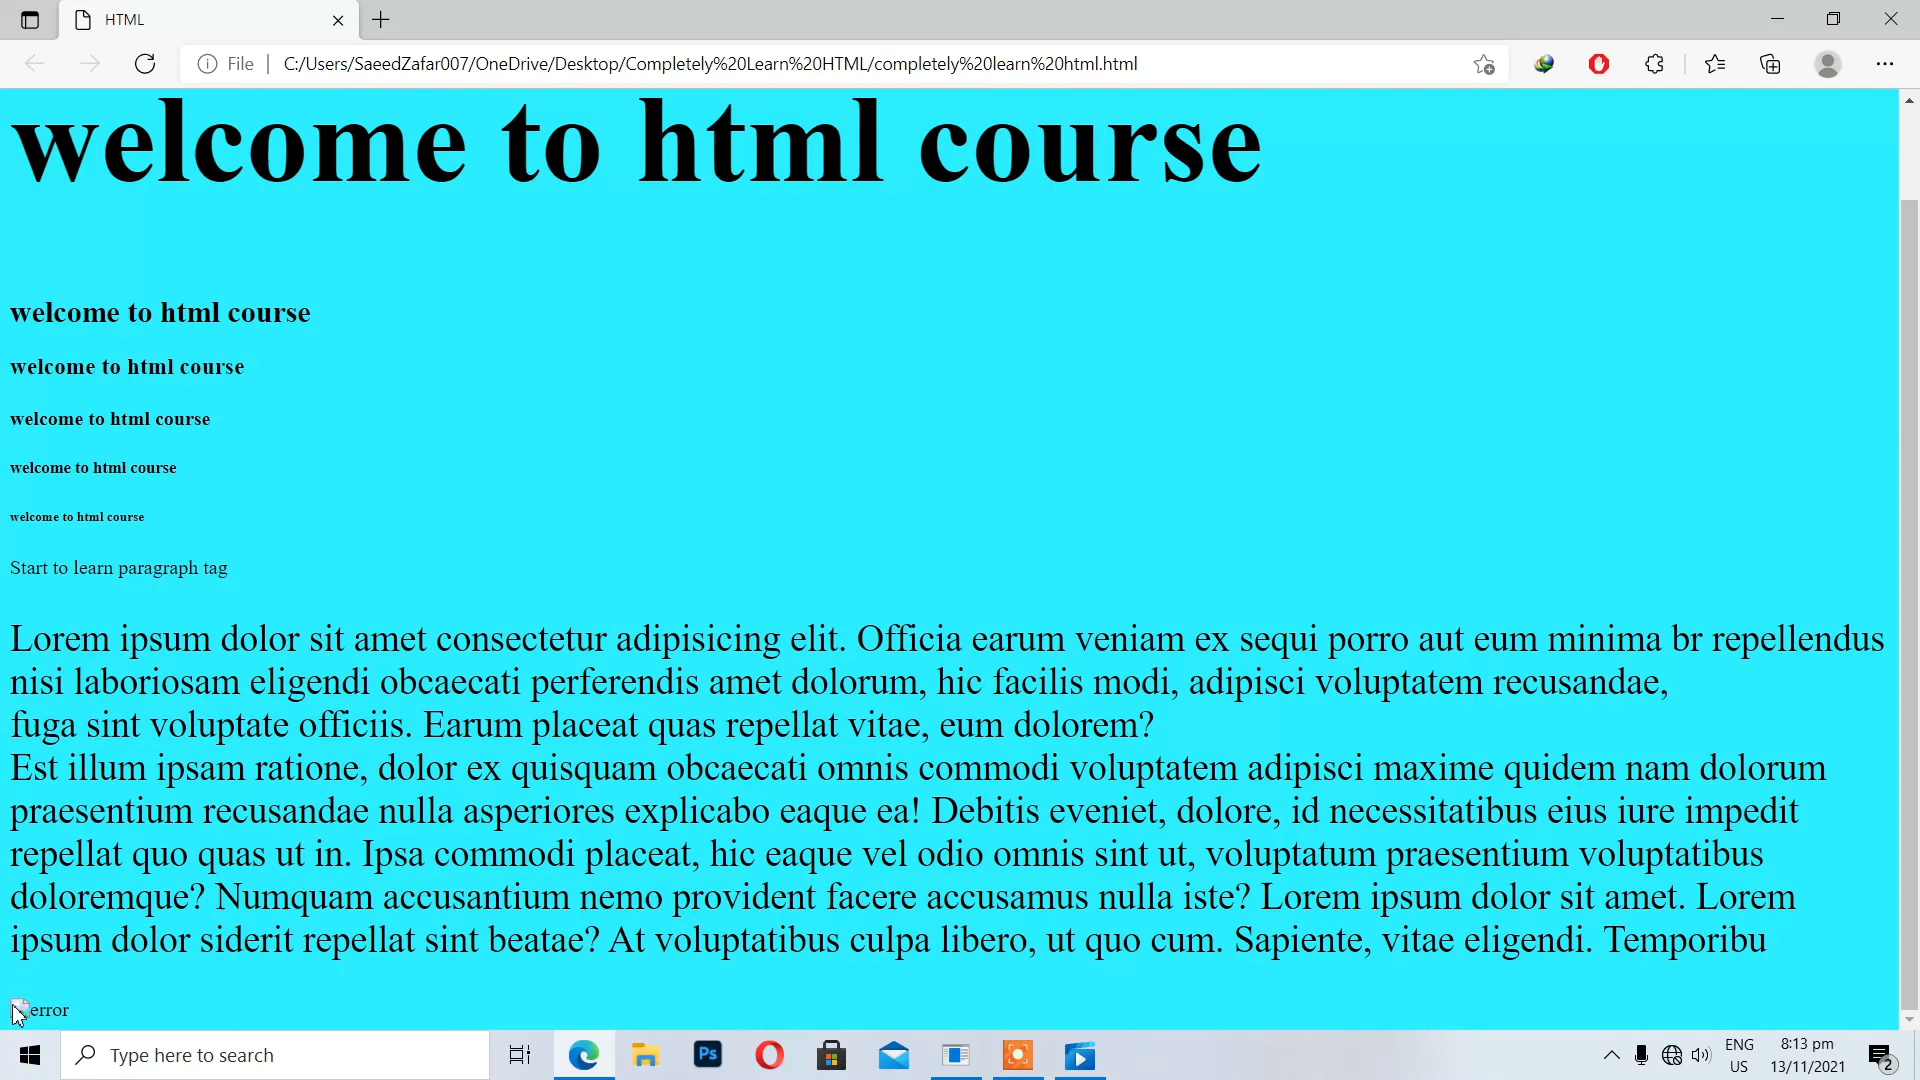 HTML
File
C:/Users/SaeedZafar007/OneDrive/Desktop/Completely%20Learn%20HTML/completely%20learn%20html.html
welcome to html course
welcome to html course
welcome to html course
welcome to html course
welcome to html course
welcome to html course
Start to learn paragraph tag
Lorem ipsum dolor sit amet consectetur adipisicing elit. Officia earum veniam ex sequi porro aut eum minima br repellendus
nisi laboriosam eligendi obcaecati perferendis amet dolorum, hic facilis modi, adipisci voluptatem recusandae,
fuga sint voluptate officiis. Earum placeat quas repellat vitae, eum dolorem?
Est illum ipsam ratione, dolor ex quisquam obcaecati omnis commodi voluptatem adipisci maxime quidem nam dolorum
praesentium recusandae nulla asperiores explicabo eaque ea! Debitis eveniet, dolore, id necessitatibus eius iure impedit
repellat quo quas ut in. Ipsa commodi placeat, hic eaque vel odio omnis sint ut, voluptatum praesentium voluptatibus
doloremque? Numquam accusantium nemo provident facere accusamus nulla iste? Lorem ipsum dolor sit amet. Lorem
ipsum dolor siderit repellat sint beatae? At voluptatibus culpa libero, ut quo cum. Sapiente, vitae eligendi. Temporibu
error
Type here to search
Ps
ENG
US
8:13 pm
13/11/2021
2